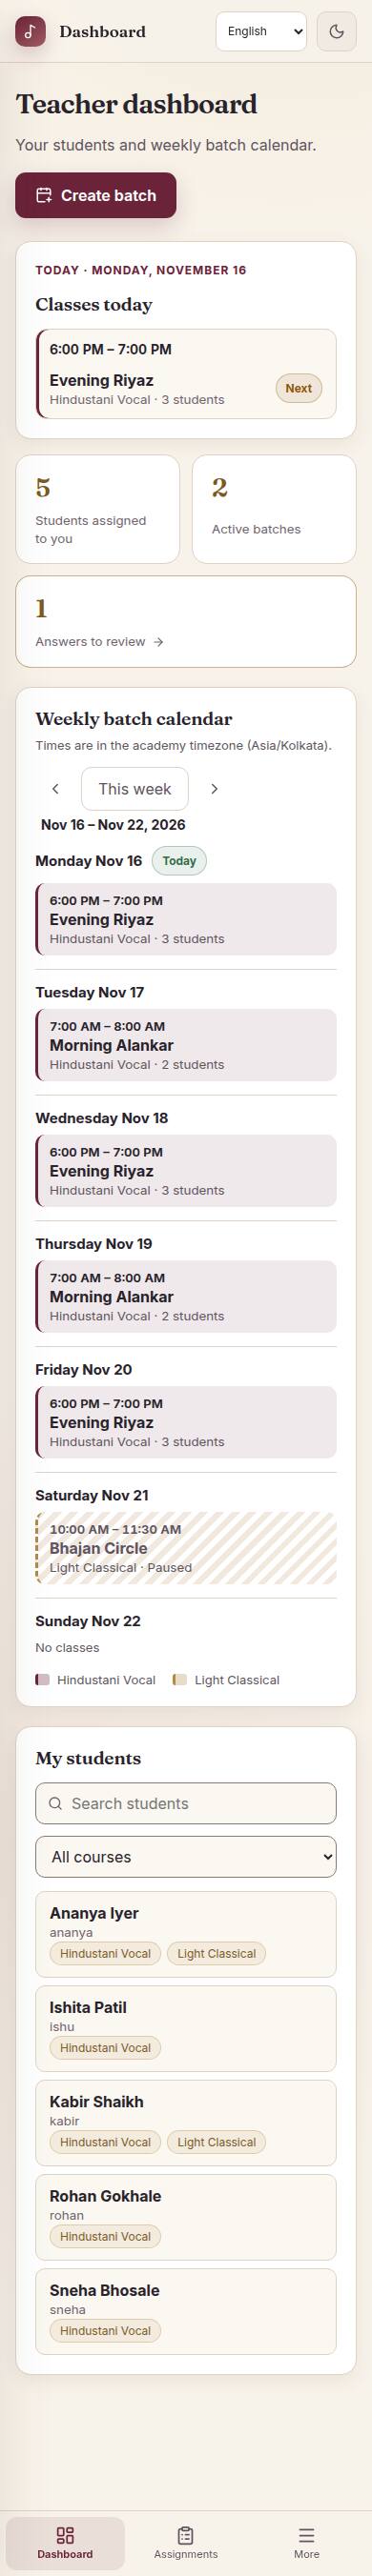 Dashboard
English
Teacher dashboard
Your students and weekly batch calendar.
Create batch
TODAY · MONDAY, NOVEMBER 16
Classes today
6:00 PM – 7:00 PM
Evening Riyaz
Hindustani Vocal · 3 students
Next
5
Students assigned
to you
2
Active batches
1
Answers to review →
Weekly batch calendar
Times are in the academy timezone (Asia/Kolkata).
This week
Nov 16 – Nov 22, 2026
Monday Nov 16 Today
6:00 PM – 7:00 PM
Evening Riyaz
Hindustani Vocal · 3 students
Tuesday Nov 17
7:00 AM – 8:00 AM
Morning Alankar
Hindustani Vocal · 2 students
Wednesday Nov 18
6:00 PM – 7:00 PM
Evening Riyaz
Hindustani Vocal · 3 students
Thursday Nov 19
7:00 AM – 8:00 AM
Morning Alankar
Hindustani Vocal · 2 students
Friday Nov 20
6:00 PM – 7:00 PM
Evening Riyaz
Hindustani Vocal · 3 students
Saturday Nov 21
10:00 AM – 11:30 AM
Bhajan Circle
Light Classical · Paused
Sunday Nov 22
No classes
Hindustani Vocal Light Classical
My students
Search students
All courses
Ananya Iyer
ananya
Hindustani Vocal Light Classical
Ishita Patil
ishu
Hindustani Vocal
Kabir Shaikh
kabir
Hindustani Vocal Light Classical
Rohan Gokhale
rohan
Hindustani Vocal
Sneha Bhosale
sneha
Hindustani Vocal
Dashboard Assignments More